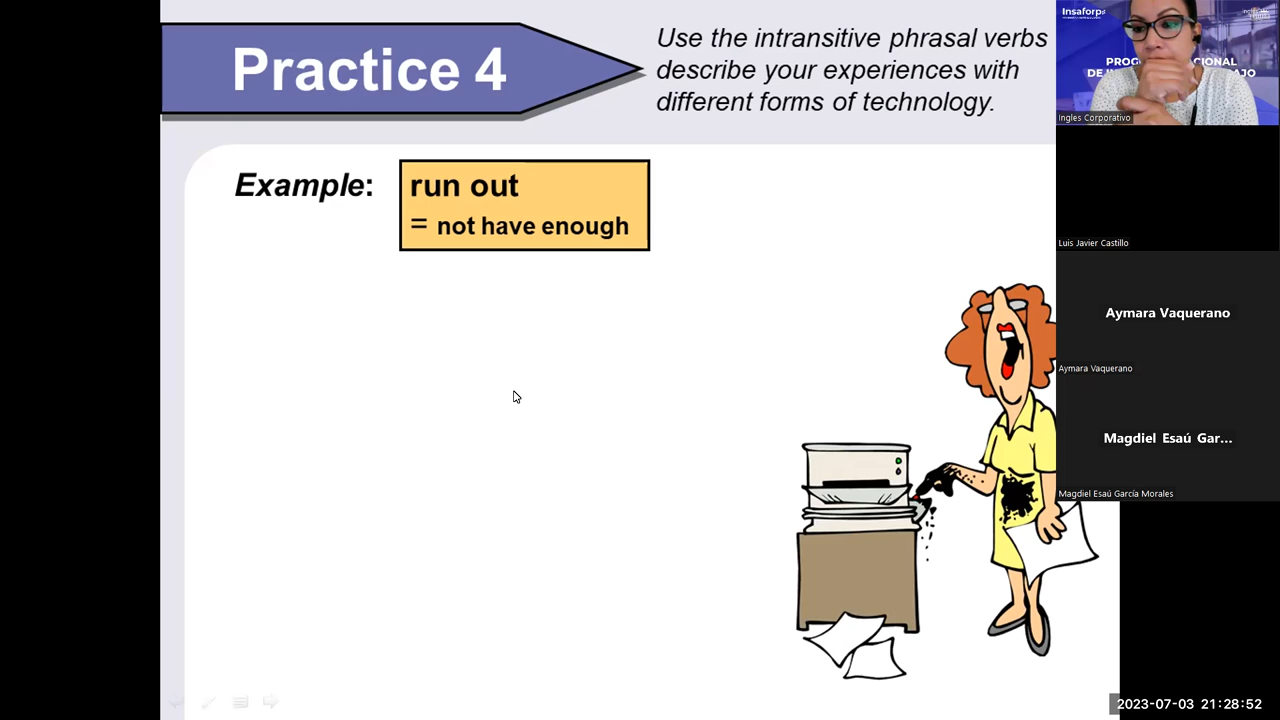 Practice 4
Use the intransitive phrasal verbs
describe your experiences with
different forms of technology.
Example:
run out
= not have enough
Insaforp
CIONAL
AJO
Ingles Corporativo
Luis Javier Castillo
Aymara Vaquerano
Aymara Vaquerano
Magdiel Esaú Gar...
Magdiel Esaú García Morales
2023-07-03 21:28:52